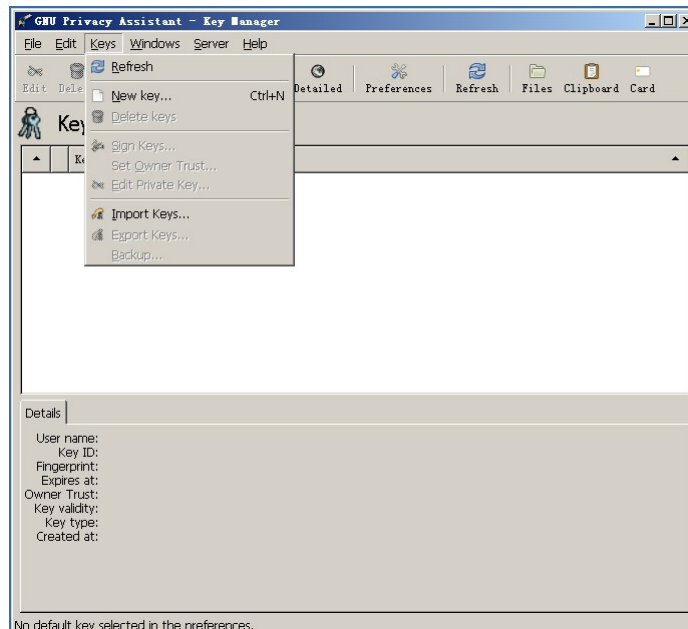 GNU Privacy Assistant - Key Manager
File Edit Keys Windows Server Help
Refresh
New key... Ctrl+N
Delete keys
Sign Keys...
Set Owner Trust...
Edit Private Key...
Import Keys...
Export Keys...
Backup...
Edit Dele Detailed Preferences Refresh Files Clipboard Card
Key
Ke
Details
User name:
Key ID:
Fingerprint:
Expires at:
Owner Trust:
Key validity:
Key type:
Created at:
No default key selected in the preferences.